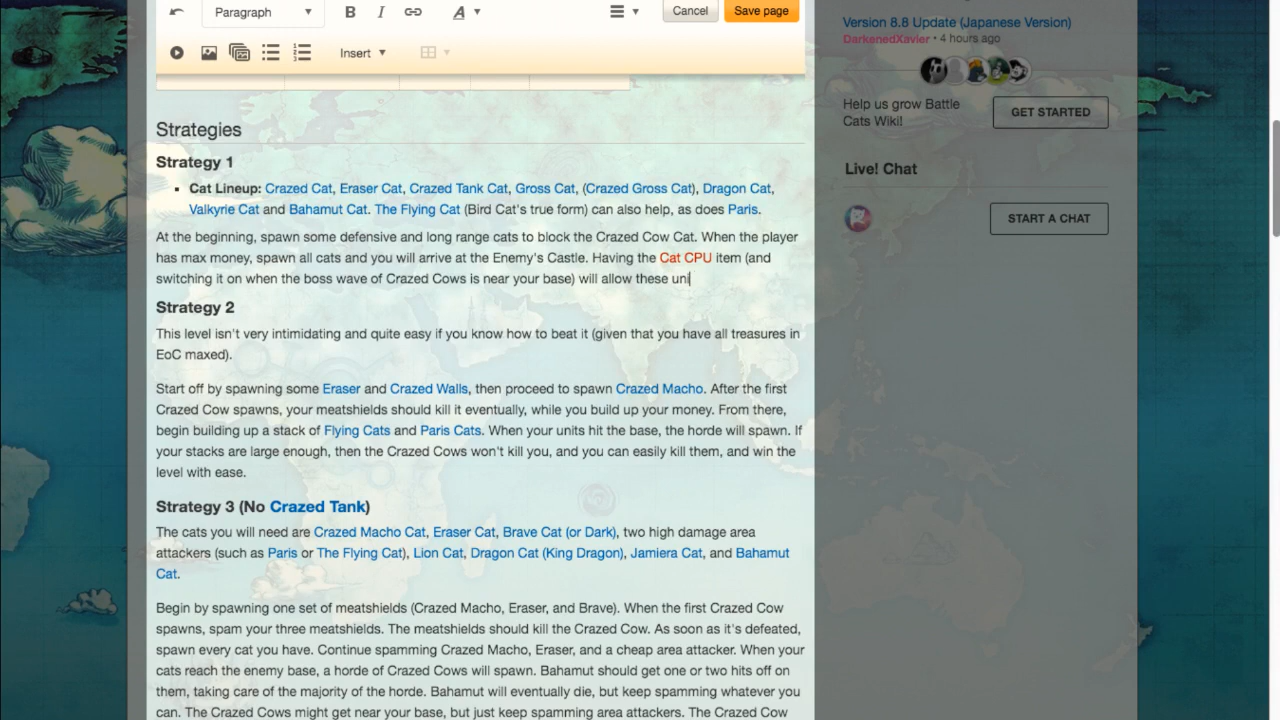 Paragraph
B
I
A
Cancel
Save page
Insert
Strategies
Strategy 1
Cat Lineup: Crazed Cat, Eraser Cat, Crazed Tank Cat, Gross Cat, (Crazed Gross Cat), Dragon Cat,
Valkyrie Cat and Bahamut Cat. The Flying Cat (Bird Cat's true form) can also help, as does Paris.
At the beginning, spawn some defensive and long range cats to block the Crazed Cow Cat. When the player
has max money, spawn all cats and you will arrive at the Enemy's Castle. Having the Cat CPU item (and
switching it on when the boss wave of Crazed Cows is near your base) will allow these uni
Strategy 2
This level isn't very intimidating and quite easy if you know how to beat it (given that you have all treasures in
EoC maxed).
Start off by spawning some Eraser and Crazed Walls, then proceed to spawn Crazed Macho. After the first
Crazed Cow spawns, your meatshields should kill it eventually, while you build up your money. From there,
begin building up a stack of Flying Cats and Paris Cats. When your units hit the base, the horde will spawn. If
your stacks are large enough, then the Crazed Cows won't kill you, and you can easily kill them, and win the
level with ease.
Strategy 3 (No Crazed Tank)
The cats you will need are Crazed Macho Cat, Eraser Cat, Brave Cat (or Dark), two high damage area
attackers (such as Paris or The Flying Cat), Lion Cat, Dragon Cat (King Dragon), Jamiera Cat, and Bahamut
Cat.
Begin by spawning one set of meatshields (Crazed Macho, Eraser, and Brave). When the first Crazed Cow
spawns, spam your three meatshields. The meatshields should kill the Crazed Cow. As soon as it's defeated,
spawn every cat you have. Continue spamming Crazed Macho, Eraser, and a cheap area attacker. When your
cats reach the enemy base, a horde of Crazed Cows will spawn. Bahamut should get one or two hits off on
them, taking care of the majority of the horde. Bahamut will eventually die, but keep spamming whatever you
can. The Crazed Cows might get near your base, but just keep spamming area attackers. The Crazed Cow
Version 8.8 Update (Japanese Version)
DarkenedXavier • 4 hours ago
Help us grow Battle
Cats Wiki!
GET STARTED
Live! Chat
START A CHAT